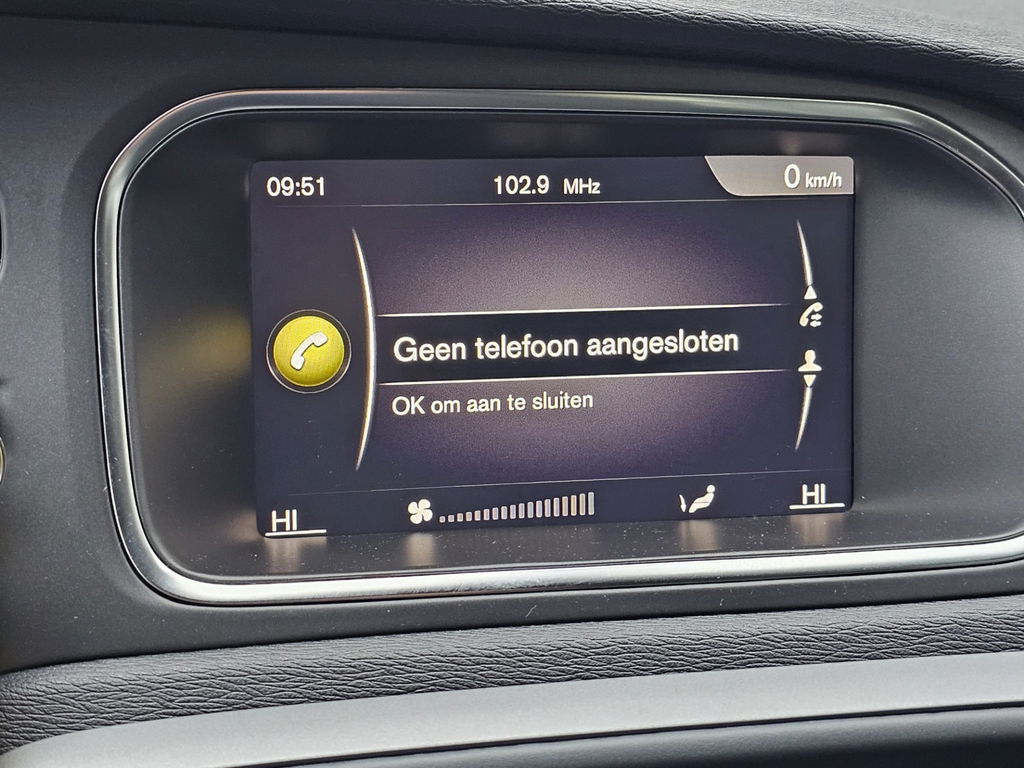 09:51 102.9 MHz 0 km/h
Geen telefoon aangesloten
OK om aan te sluiten
HI HI